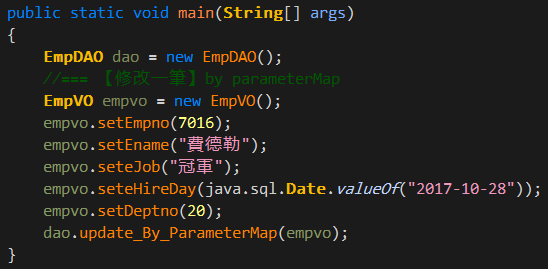 public static void main(String[] args)
{
    EmpDAO dao = new EmpDAO();
    //=== 【修改一筆】by parameterMap
    EmpVO empvo = new EmpVO();
    empvo.setEmpno(7016);
    empvo.setEname("費德勒");
    empvo.seteJob("冠軍");
    empvo.seteHireDay(java.sql.Date.valueOf("2017-10-28"));
    empvo.setDeptno(20);
    dao.update_By_ParameterMap(empvo);
}